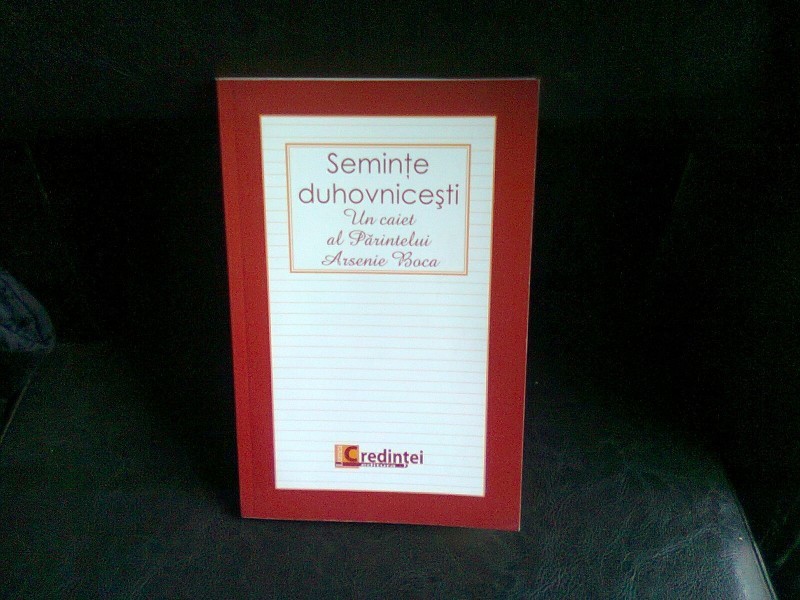 Semințe
duhovnicești
Un caiet
al Părintelui
Arsenie Boca
Credinței